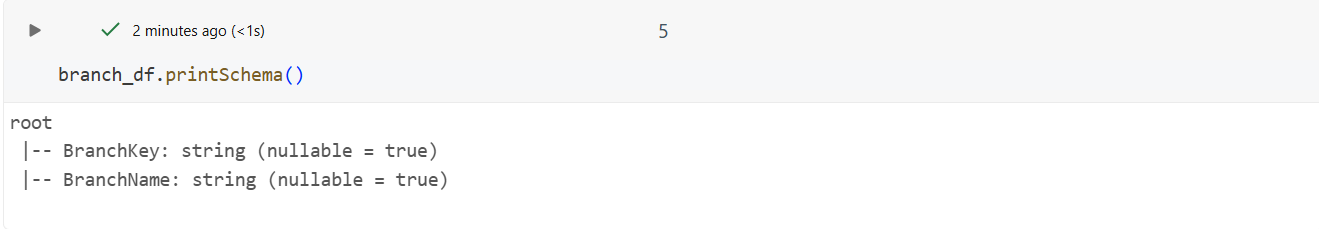 2 minutes ago (<1s)
5
branch_df.printSchema()
root
|-- BranchKey: string (nullable = true)
|-- BranchName: string (nullable = true)